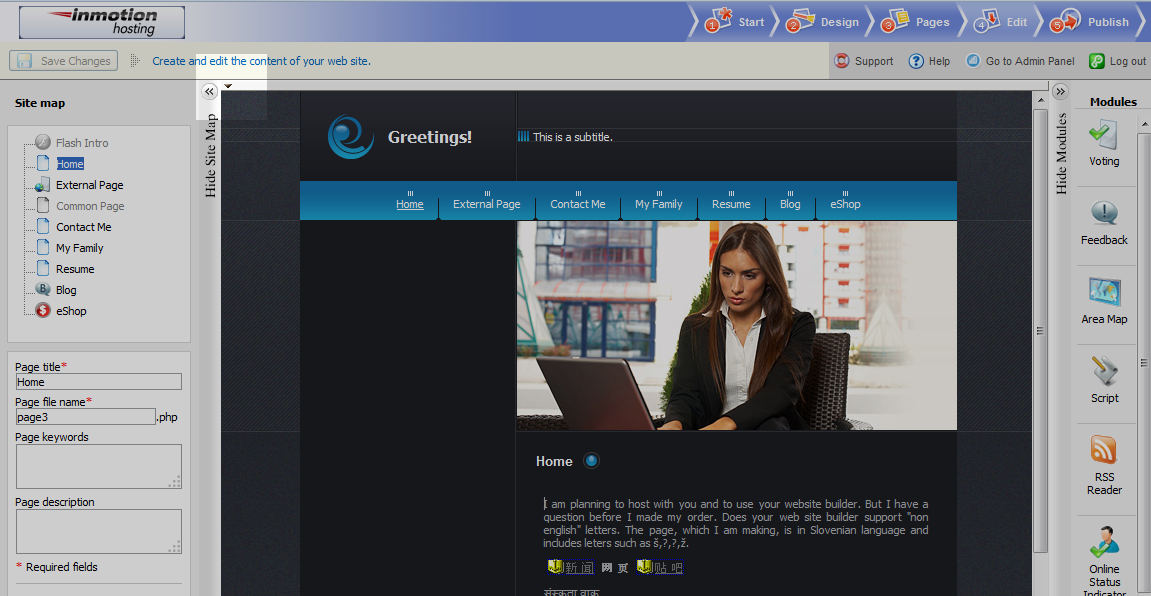 inmotion
hosting
1 Start
2 Design
3 Pages
4 Edit
5 Publish
Save Changes
Create and edit the content of your web site.
Support
Help
Go to Admin Panel
Log out
Site map
Flash Intro
Home
External Page
Common Page
Contact Me
My Family
Resume
Blog
eShop
Page title*
Home
Page file name*
page3 .php
Page keywords
Page description
* Required fields
Hide Site Map
Greetings!
This is a subtitle.
Home External Page Contact Me My Family Resume Blog eShop
Home
I am planning to host with you and to use your website builder. But I have a
question before I made my order. Does your web site builder support "non
english" letters. The page, which I am making, is in Slovenian language and
includes leters such as š,?,?,ž.
新 闻 网 页 贴 吧
Hide Modules
Modules
Voting
Feedback
Area Map
Script
RSS
Reader
Online
Status
Indicator